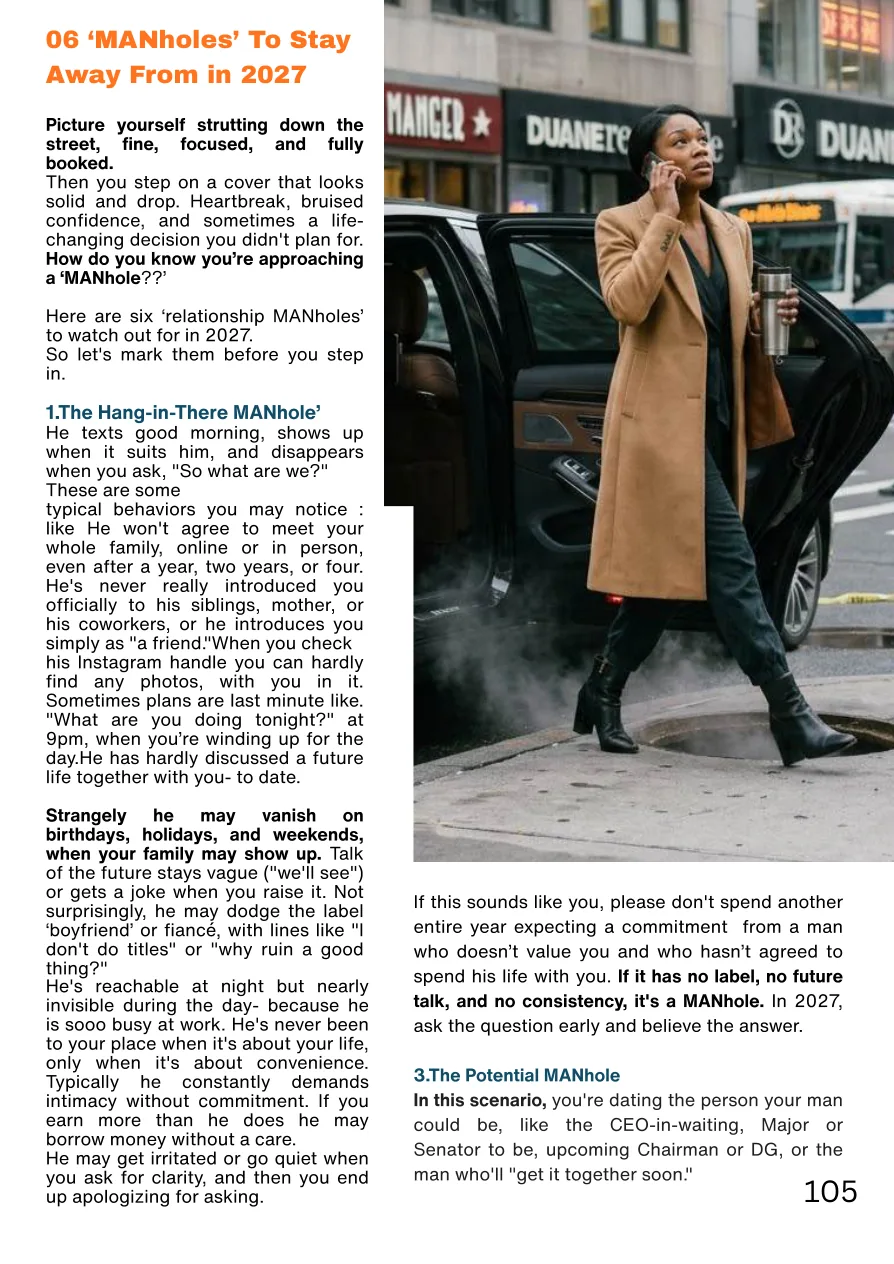 06 ‘MANholes’ To Stay
Away From in 2027
Picture yourself strutting down the
street, fine, focused, and fully
booked.
Then you step on a cover that looks
solid and drop. Heartbreak, bruised
confidence, and sometimes a life-
changing decision you didn't plan for.
How do you know you’re approaching
a ‘MANhole??’
Here are six ‘relationship MANholes’
to watch out for in 2027.
So let's mark them before you step
in.
1.The Hang-in-There MANhole’
He texts good morning, shows up
when it suits him, and disappears
when you ask, "So what are we?"
These are some
typical behaviors you may notice :
like He won't agree to meet your
whole family, online or in person,
even after a year, two years, or four.
He's never really introduced you
officially to his siblings, mother, or
his coworkers, or he introduces you
simply as "a friend."When you check
his Instagram handle you can hardly
find any photos, with you in it.
Sometimes plans are last minute like.
"What are you doing tonight?" at
9pm, when you’re winding up for the
day.He has hardly discussed a future
life together with you- to date.
Strangely he may vanish on
birthdays, holidays, and weekends,
when your family may show up. Talk
of the future stays vague ("we'll see")
or gets a joke when you raise it. Not
surprisingly, he may dodge the label
‘boyfriend’ or fiancé, with lines like "I
don't do titles" or "why ruin a good
thing?"
He's reachable at night but nearly
invisible during the day- because he
is sooo busy at work. He's never been
to your place when it's about your life,
only when it's about convenience.
Typically he constantly demands
intimacy without commitment. If you
earn more than he does he may
borrow money without a care.
He may get irritated or go quiet when
you ask for clarity, and then you end
up apologizing for asking.
MANGER
DUANE
DR
DUAN
If this sounds like you, please don't spend another
entire year expecting a commitment  from a man
who doesn’t value you and who hasn’t agreed to
spend his life with you. If it has no label, no future
talk, and no consistency, it's a MANhole. In 2027,
ask the question early and believe the answer.
3.The Potential MANhole
In this scenario, you're dating the person your man
could be, like the CEO-in-waiting, Major or
Senator to be, upcoming Chairman or DG, or the
man who'll "get it together soon."
105